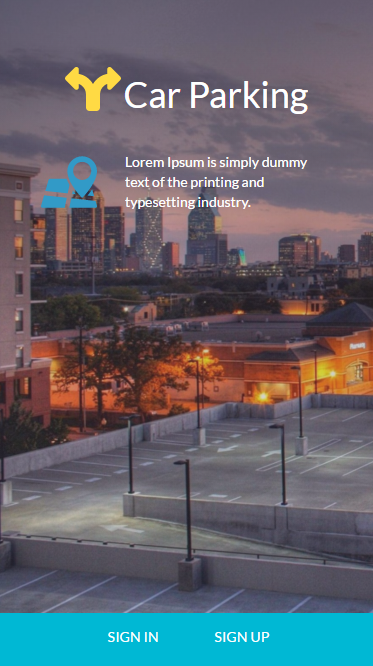 Car Parking
Lorem Ipsum is simply dummy
text of the printing and
typesetting industry.
SIGN IN
SIGN UP